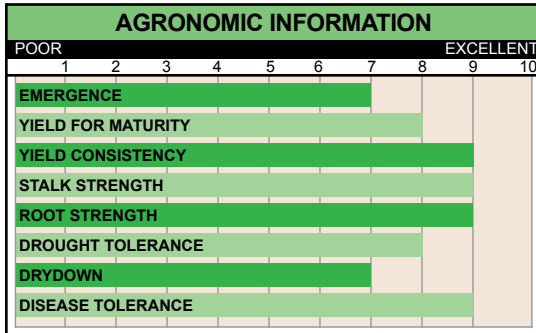 AGRONOMIC INFORMATION
POOR EXCELLENT
1 2 3 4 5 6 7 8 9 10
EMERGENCE
YIELD FOR MATURITY
YIELD CONSISTENCY
STALK STRENGTH
ROOT STRENGTH
DROUGHT TOLERANCE
DRYDOWN
DISEASE TOLERANCE